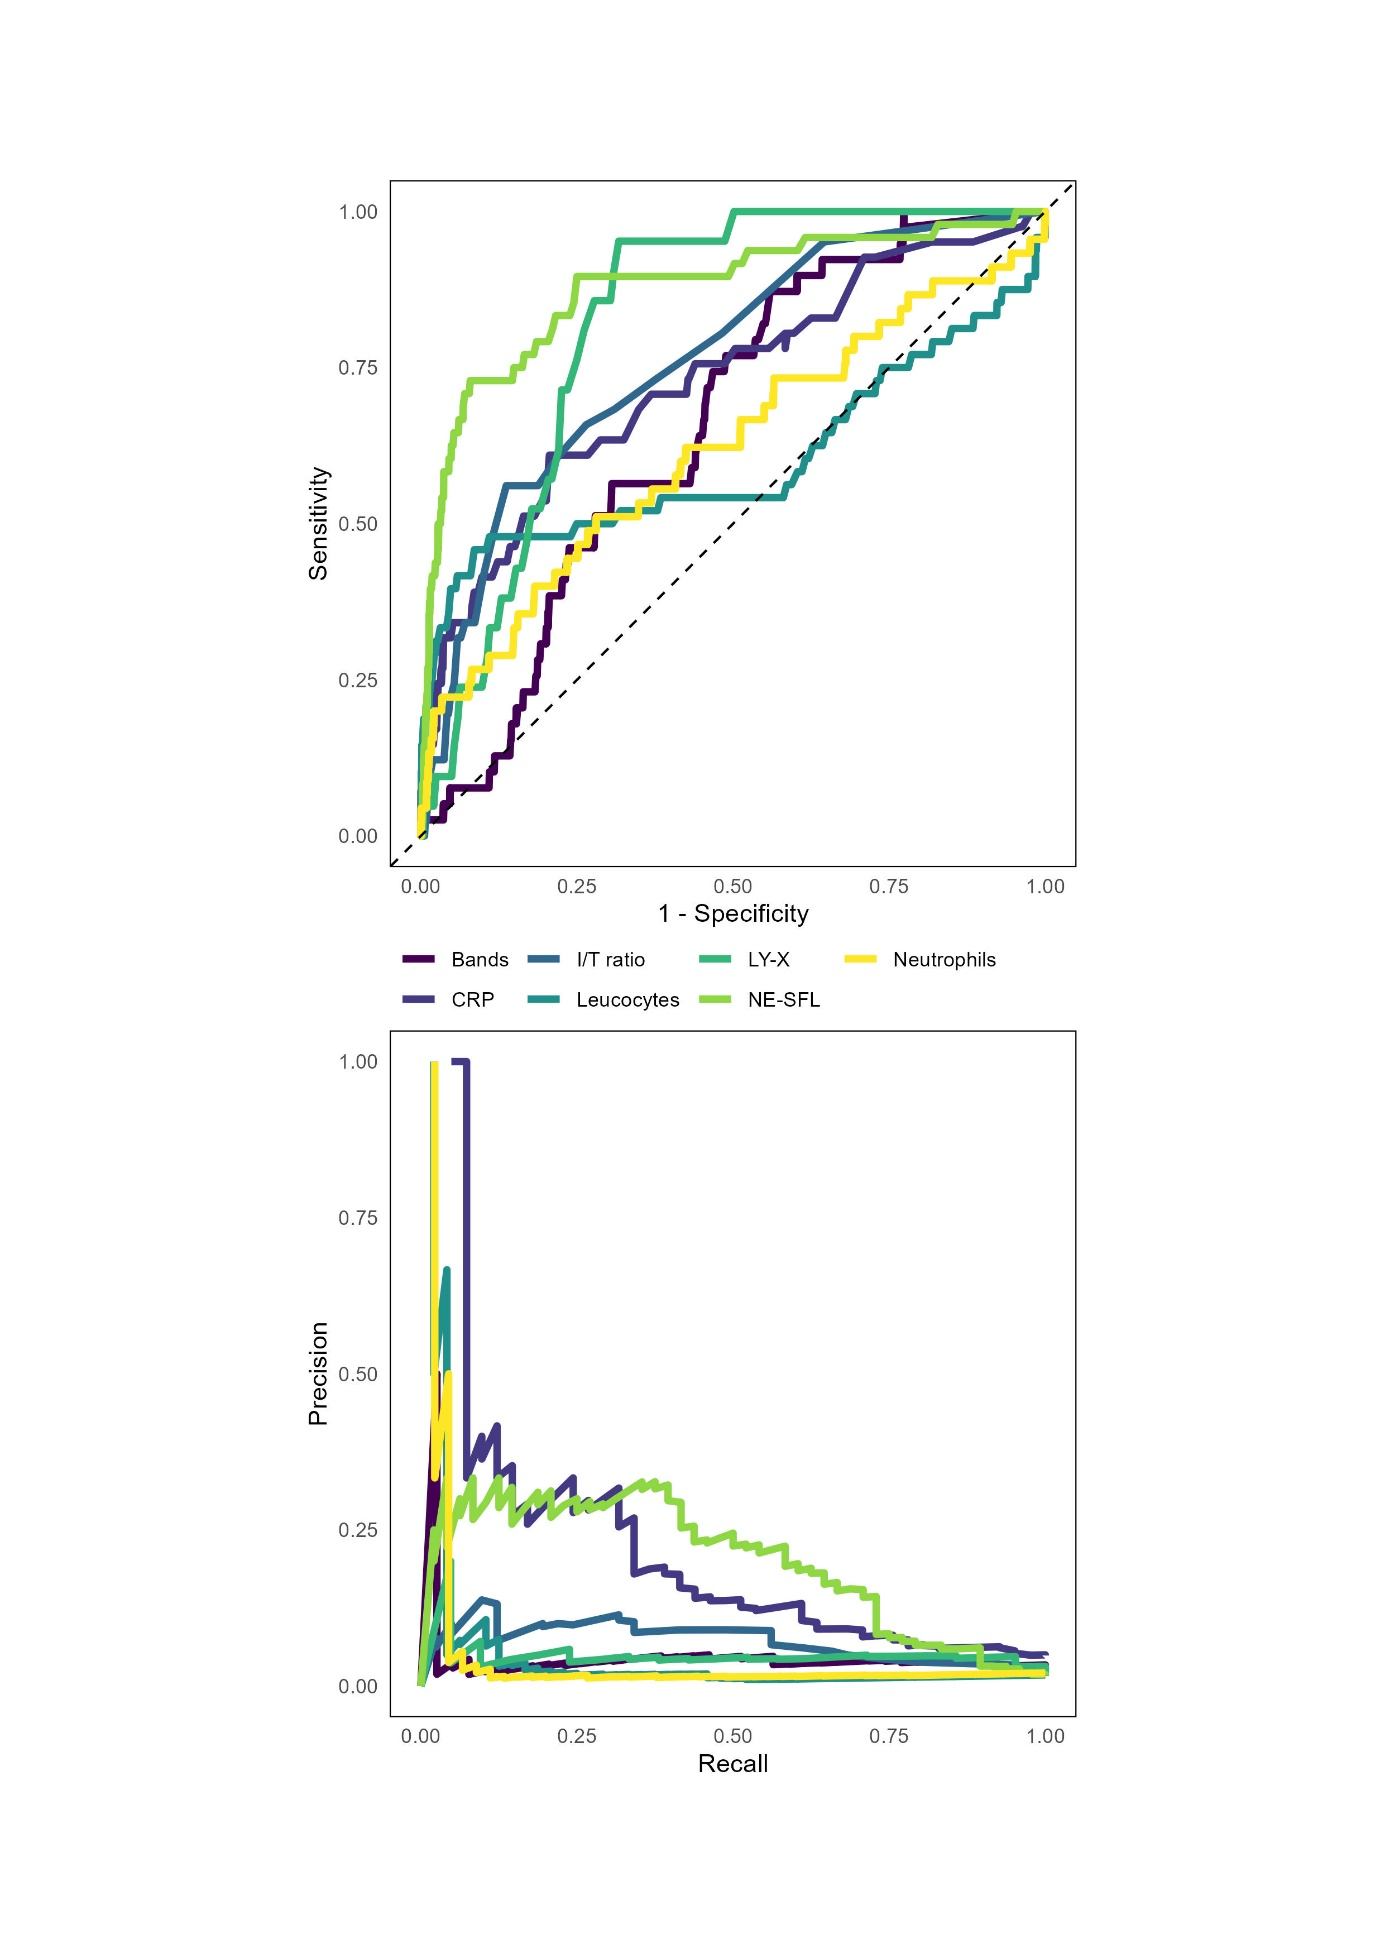 1.00
0.75
0.50
0.25
0.00
Sensitivity
0.00 0.25 0.50 0.75 1.00
1 - Specificity
Bands I/T ratio LY-X Neutrophils
CRP Leucocytes NE-SFL
1.00
0.75
0.50
0.25
0.00
Precision
0.00 0.25 0.50 0.75 1.00
Recall